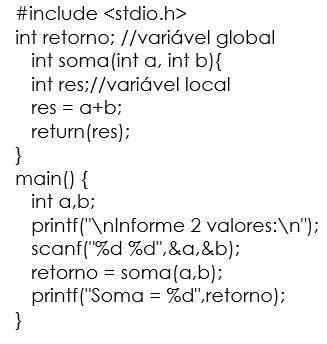 #include <stdio.h>
int retorno; //variável global
int soma(int a, int b){
int res;//variável local
res = a+b;
return(res);
}
main() {
int a,b;
printf("\nInforme 2 valores:\n");
scanf("%d %d",&a,&b);
retorno = soma(a,b);
printf("Soma = %d",retorno);
}